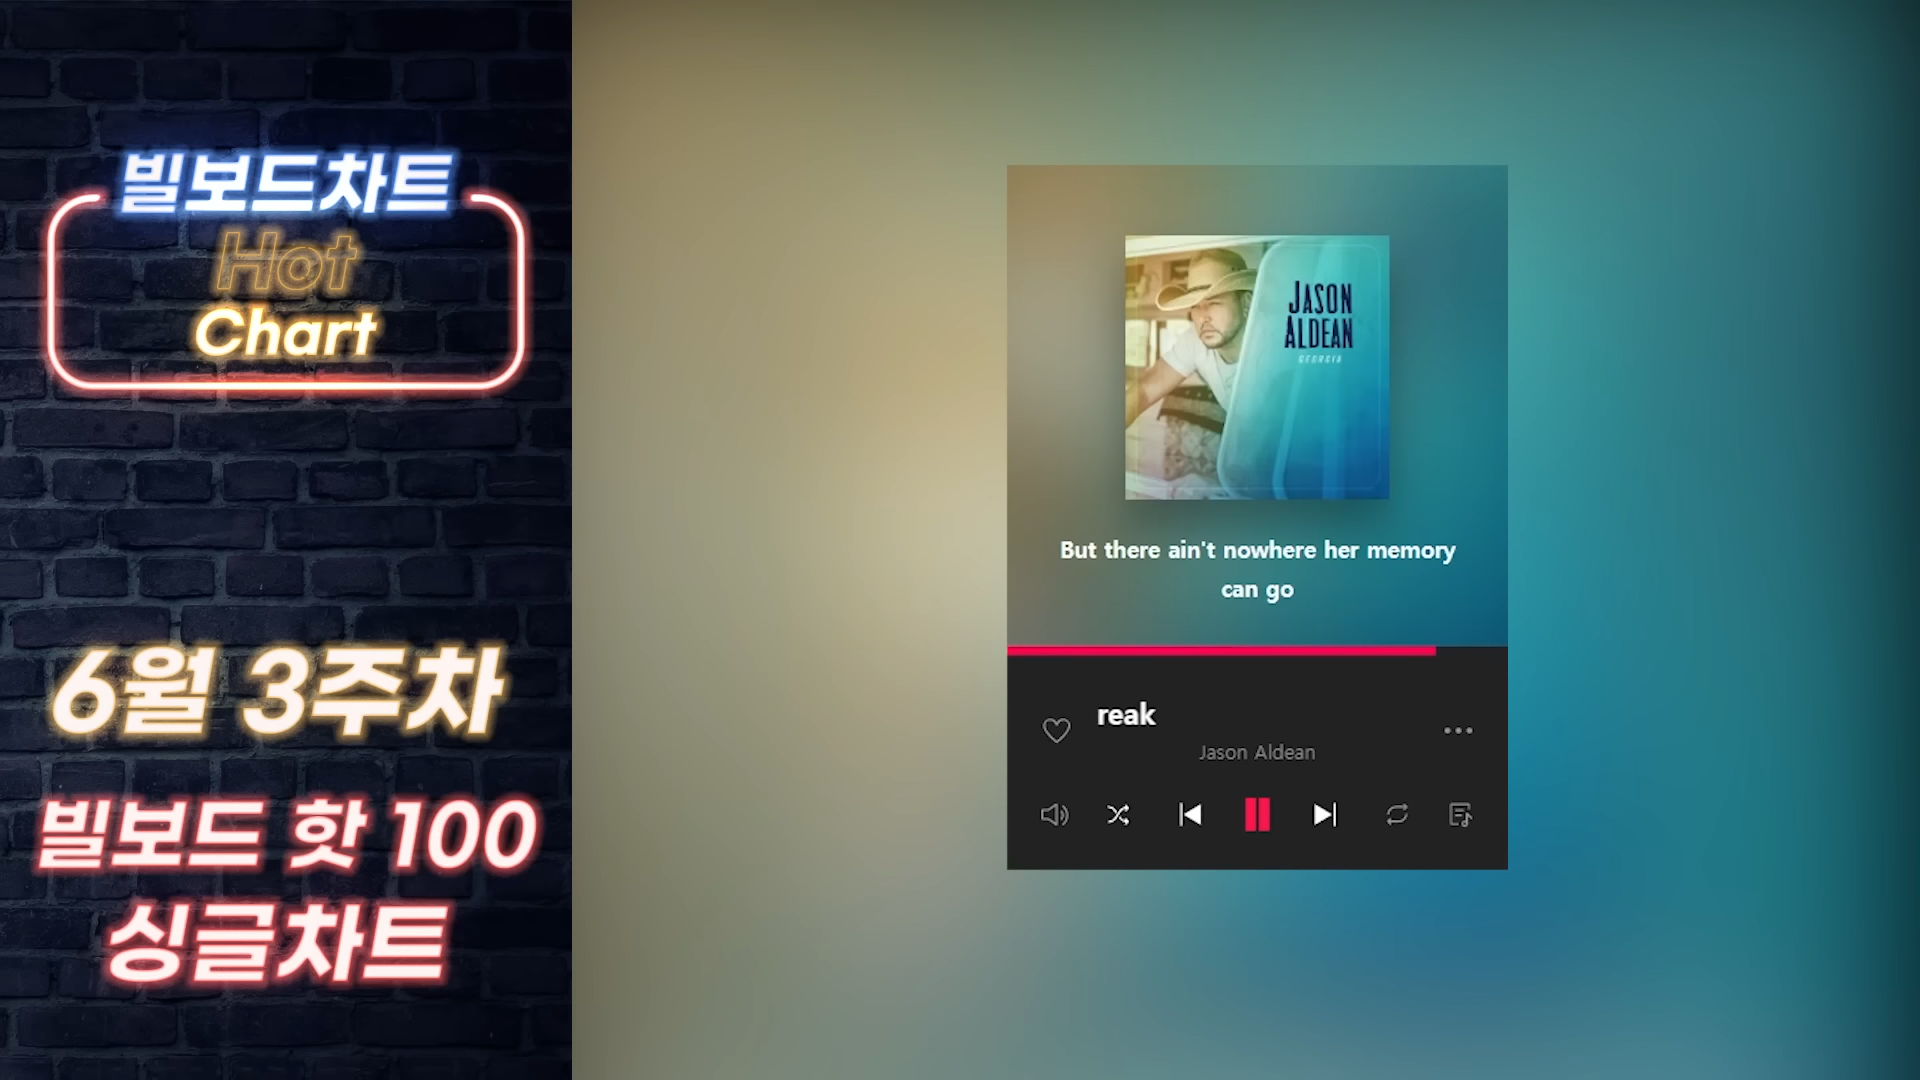 빌보드차트
Hot
Chart
6월 3주차
빌보드 핫 100
싱글차트
JASON
ALDEAN
GEORGIA
But there ain't nowhere her memory
can go
reak
Jason Aldean